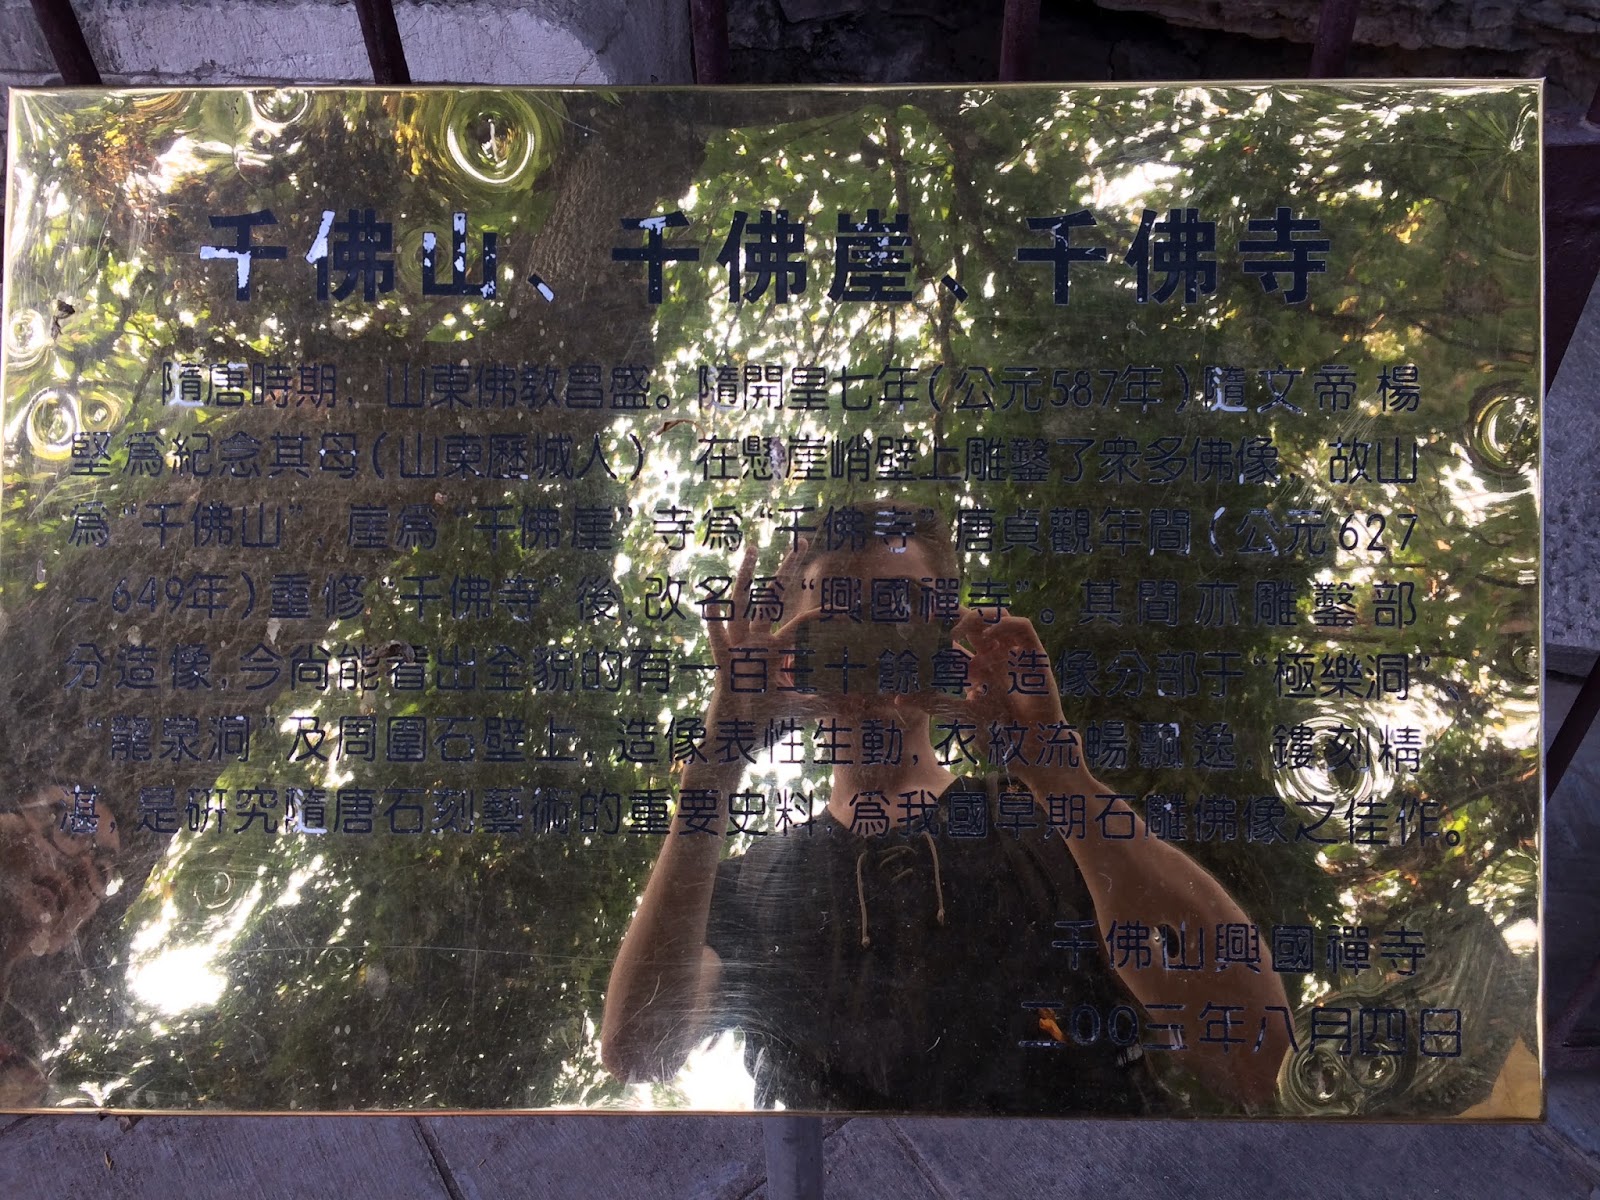 千佛山、千佛崖、千佛寺
隋唐時期，山東佛教昌盛。隋開皇七年(公元587年)隋文帝楊
堅爲紀念其母(山東歷城人)，在懸崖峭壁上雕鑿了衆多佛像，故山
爲“千佛山”，崖爲“千佛崖”寺爲“千佛寺”唐貞觀年間(公元627
-649年)重修“千佛寺”後，改名爲“興國禪寺”。其間亦雕鑿部
分造像，今尚能看出全貌的有一百三十餘尊，造像分部于“極樂洞”、
“龍泉洞”及周圍石壁上，造像表性生動，衣紋流暢飄逸，鏤刻精
湛，是研究隋唐石刻藝術的重要史料，爲我國早期石雕佛像之佳作。
千佛山興國禪寺
二00三年八月四日